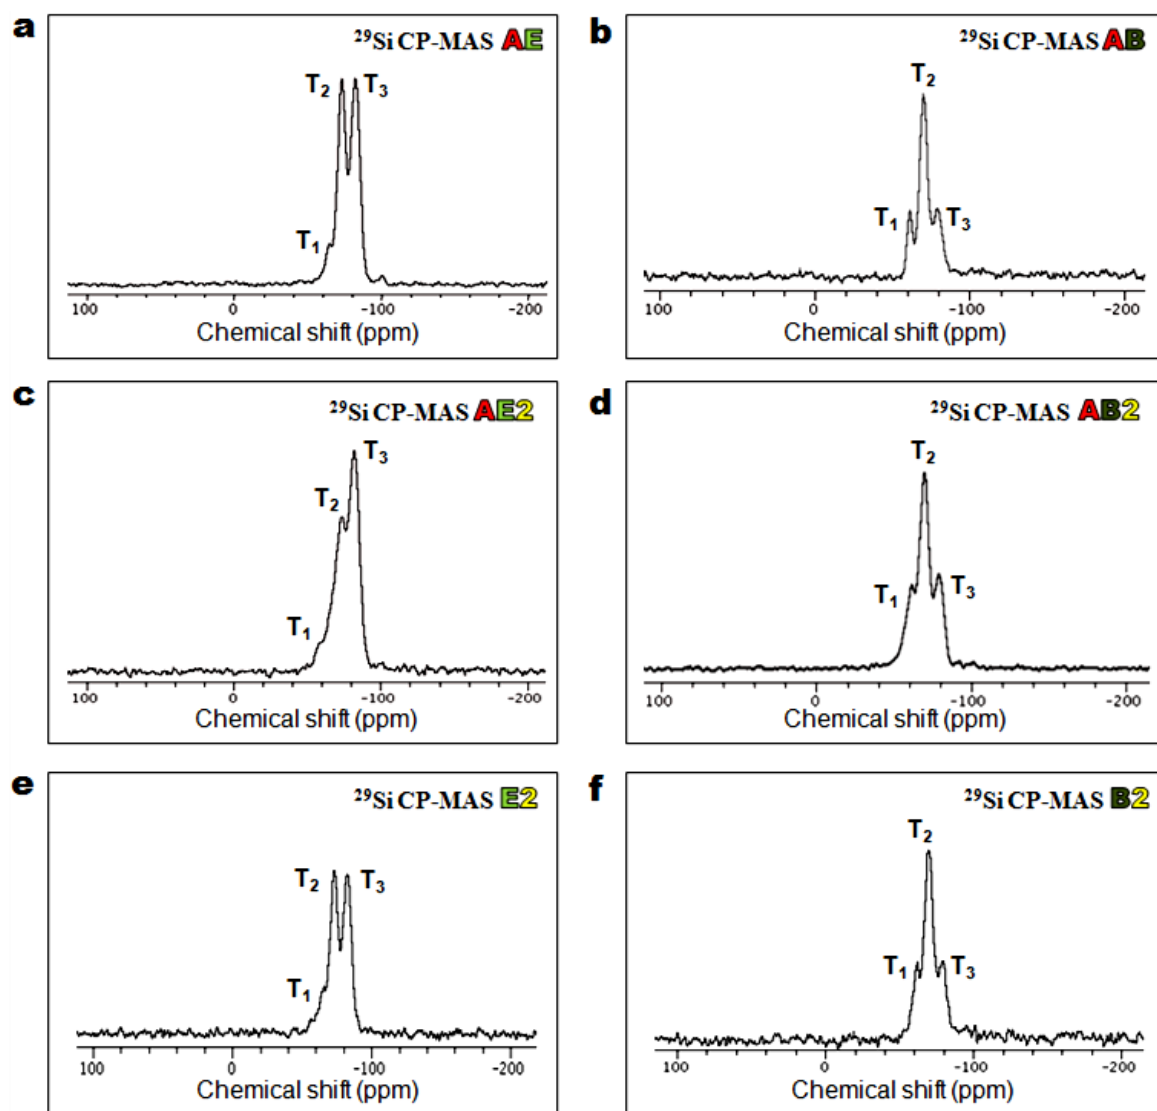 a
²⁹Si CP-MAS AE
T₂
T₃
T₁
100 0 -100 -200
Chemical shift (ppm)
b
²⁹Si CP-MAS AB
T₂
T₁
T₃
100 0 -100 -200
Chemical shift (ppm)
c
²⁹Si CP-MAS AE2
T₃
T₂
T₁
100 0 -100 -200
Chemical shift (ppm)
d
²⁹Si CP-MAS AB2
T₂
T₁
T₃
100 0 -100 -200
Chemical shift (ppm)
e
²⁹Si CP-MAS E2
T₂
T₃
T₁
100 0 -100 -200
Chemical shift (ppm)
f
²⁹Si CP-MAS B2
T₂
T₁
T₃
100 0 -100 -200
Chemical shift (ppm)